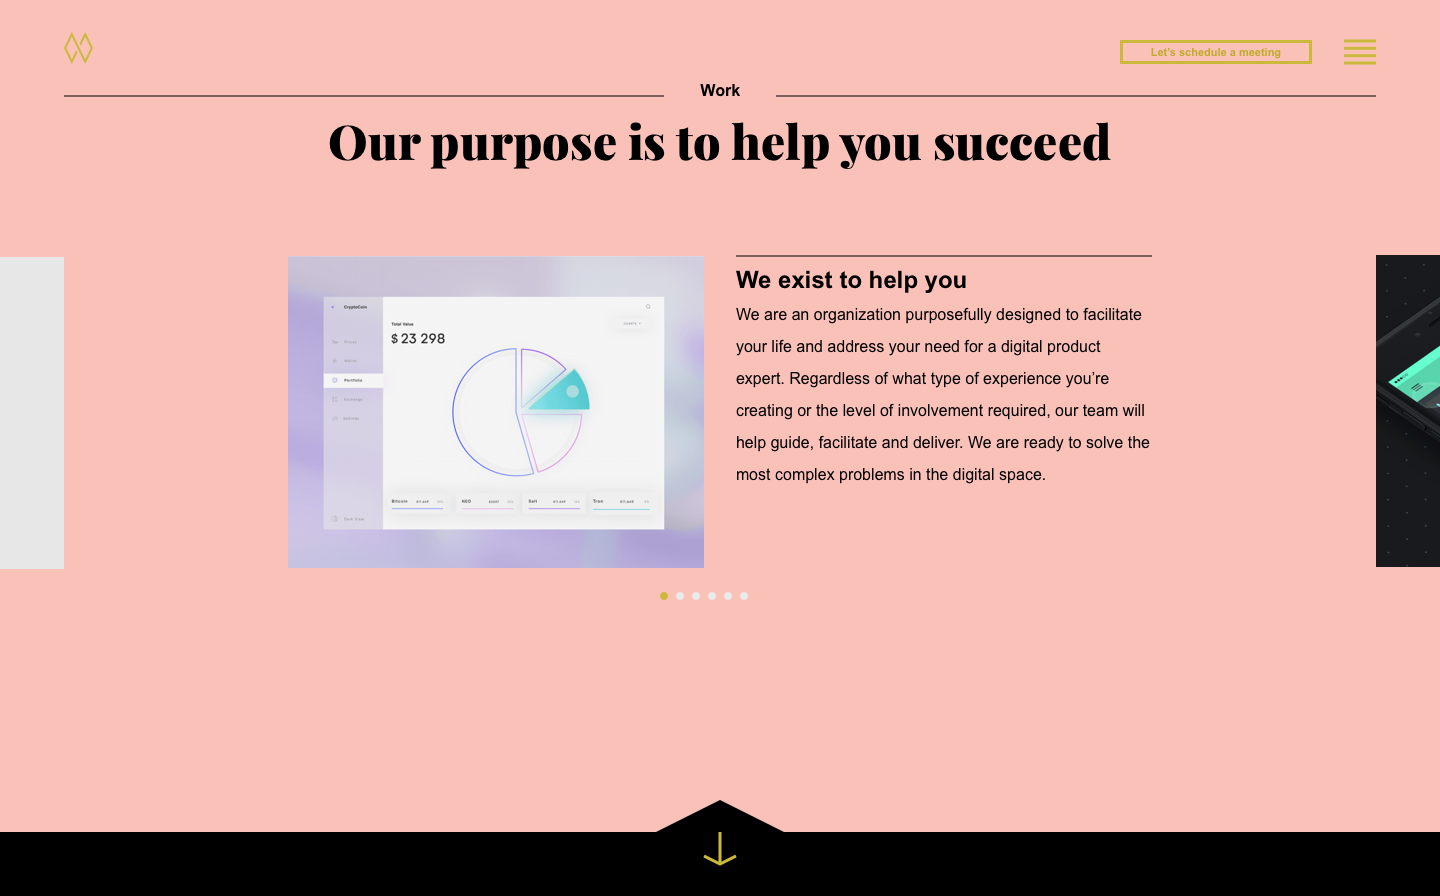 Let's schedule a meeting
Work
Our purpose is to help you succeed
We exist to help you
We are an organization purposefully designed to facilitate
your life and address your need for a digital product
expert. Regardless of what type of experience you’re
creating or the level of involvement required, our team will
help guide, facilitate and deliver. We are ready to solve the
most complex problems in the digital space.
CryptoCoin
Total Value
$ 23 298
Portfolio
Exchange
Settings
Bitcoin
NEO
Salt
Tron
Dark View